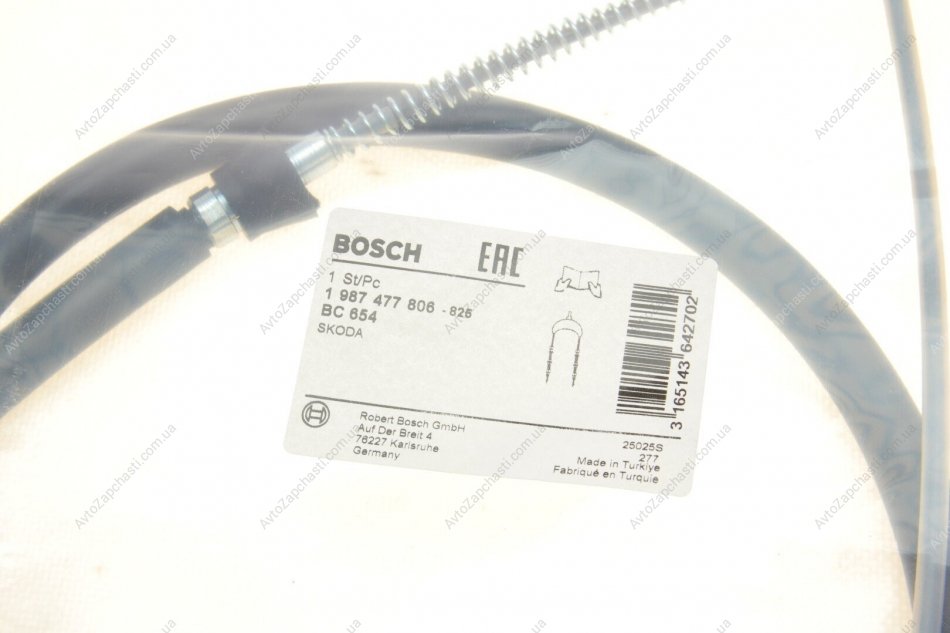 BOSCH
EAC
1 St/Pc
1 987 477 806 - 825
BC 654
SKODA
3 165143 642702
Robert Bosch GmbH
Auf Der Breit 4
76227 Karlsruhe
Germany
25025S
277
Made in Türkiye
Fabriqué en Turquie
AvtoZapchasti.com.ua